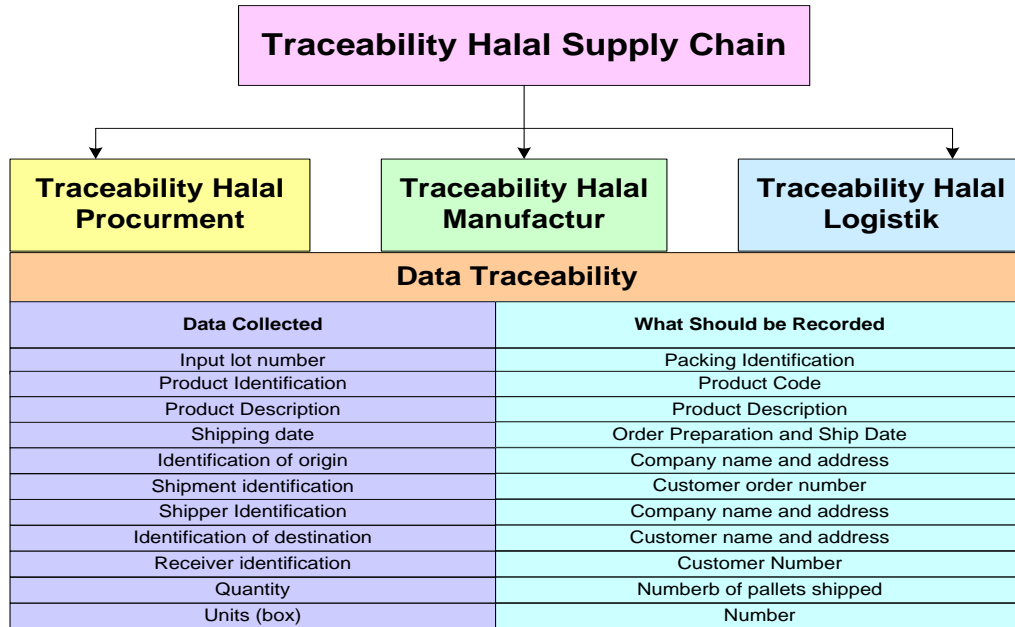 Traceability Halal Supply Chain
Traceability Halal
Procurment
Traceability Halal
Manufactur
Traceability Halal
Logistik
Data Traceability
Data Collected
What Should be Recorded
Input lot number
Packing Identification
Product Identification
Product Code
Product Description
Product Description
Shipping date
Order Preparation and Ship Date
Identification of origin
Company name and address
Shipment identification
Customer order number
Shipper Identification
Company name and address
Identification of destination
Customer name and address
Receiver identification
Customer Number
Quantity
Numberb of pallets shipped
Units (box)
Number